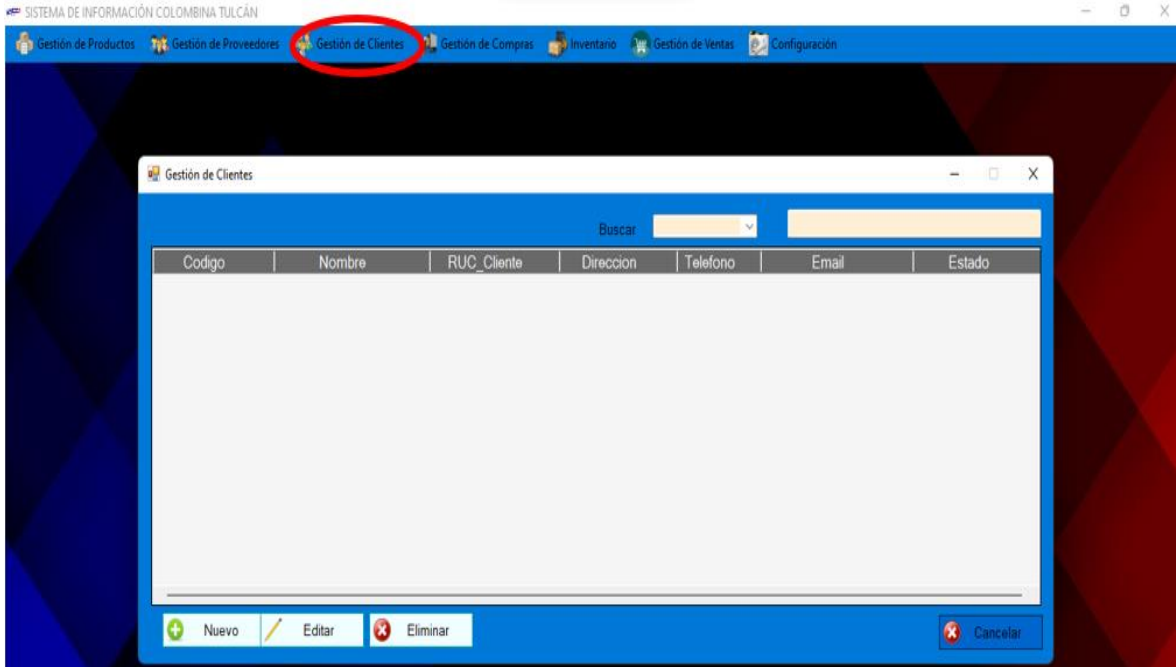 SISTEMA DE INFORMACIÓN COLOMBINA TULCÁN
Gestión de Productos Gestión de Proveedores Gestión de Clientes Gestión de Compras Inventario Gestión de Ventas Configuración
Gestión de Clientes
Buscar
Codigo Nombre RUC_Cliente Direccion Telefono Email Estado
Nuevo Editar Eliminar Cancelar